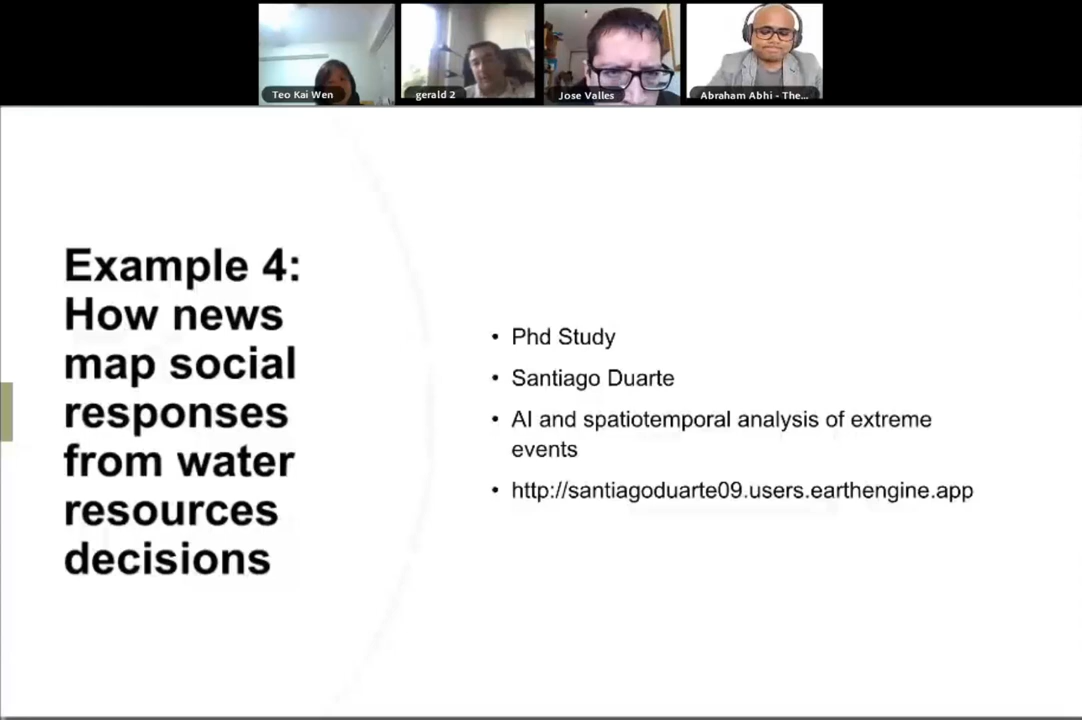 Teo Kai Wen
gerald 2
Jose Valles
Abraham Abhi - The...
Example 4:
How news
map social
responses
from water
resources
decisions
• Phd Study
• Santiago Duarte
• AI and spatiotemporal analysis of extreme
events
• http://santiagoduarte09.users.earthengine.app